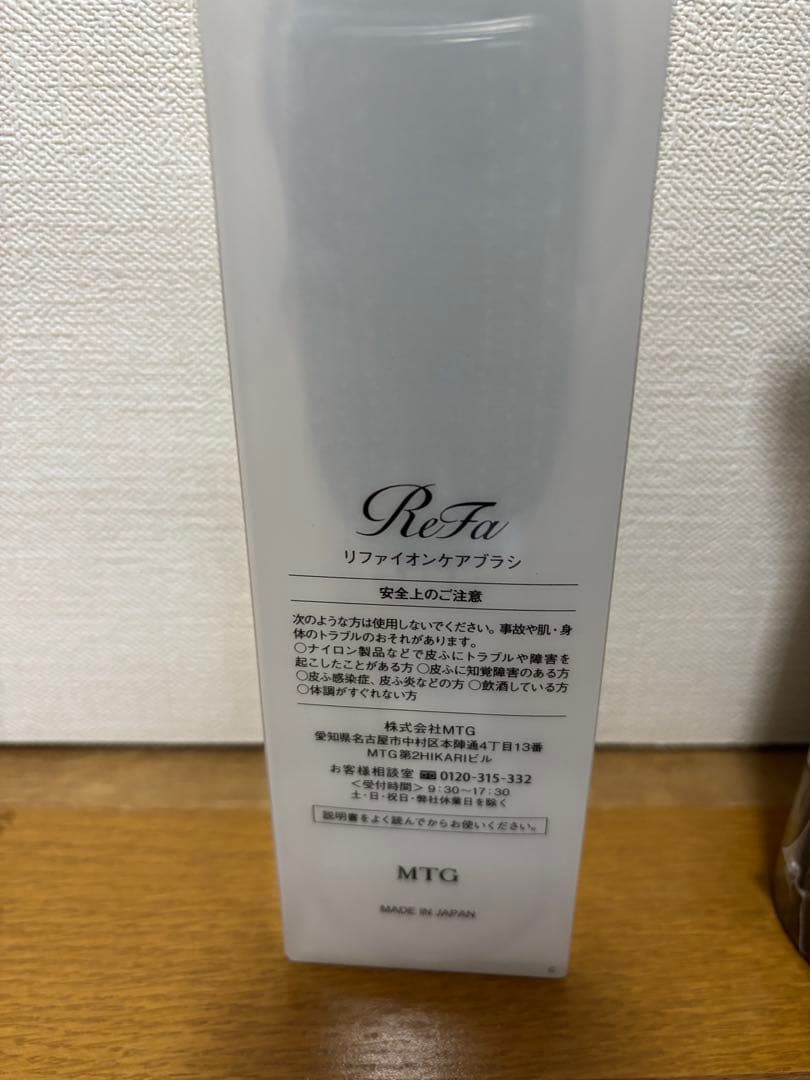 ReFa
リファイオンケアブラシ
安全上のご注意
次のような方は使用しないでください。事故や肌・身
体のトラブルのおそれがあります。
○ナイロン製品などで皮ふにトラブルや障害を
起こしたことがある方 ○皮ふに知覚障害のある方
○皮ふ感染症、皮ふ炎などの方 ○飲酒している方
○体調がすぐれない方
株式会社MTG
愛知県名古屋市中村区本陣通4丁目13番
MTG第2HIKARIビル
お客様相談室 0120-315-332
＜受付時間＞9:30〜17:30
土・日・祝日・弊社休業日を除く
説明書をよく読んでからお使いください。
MTG
MADE IN JAPAN